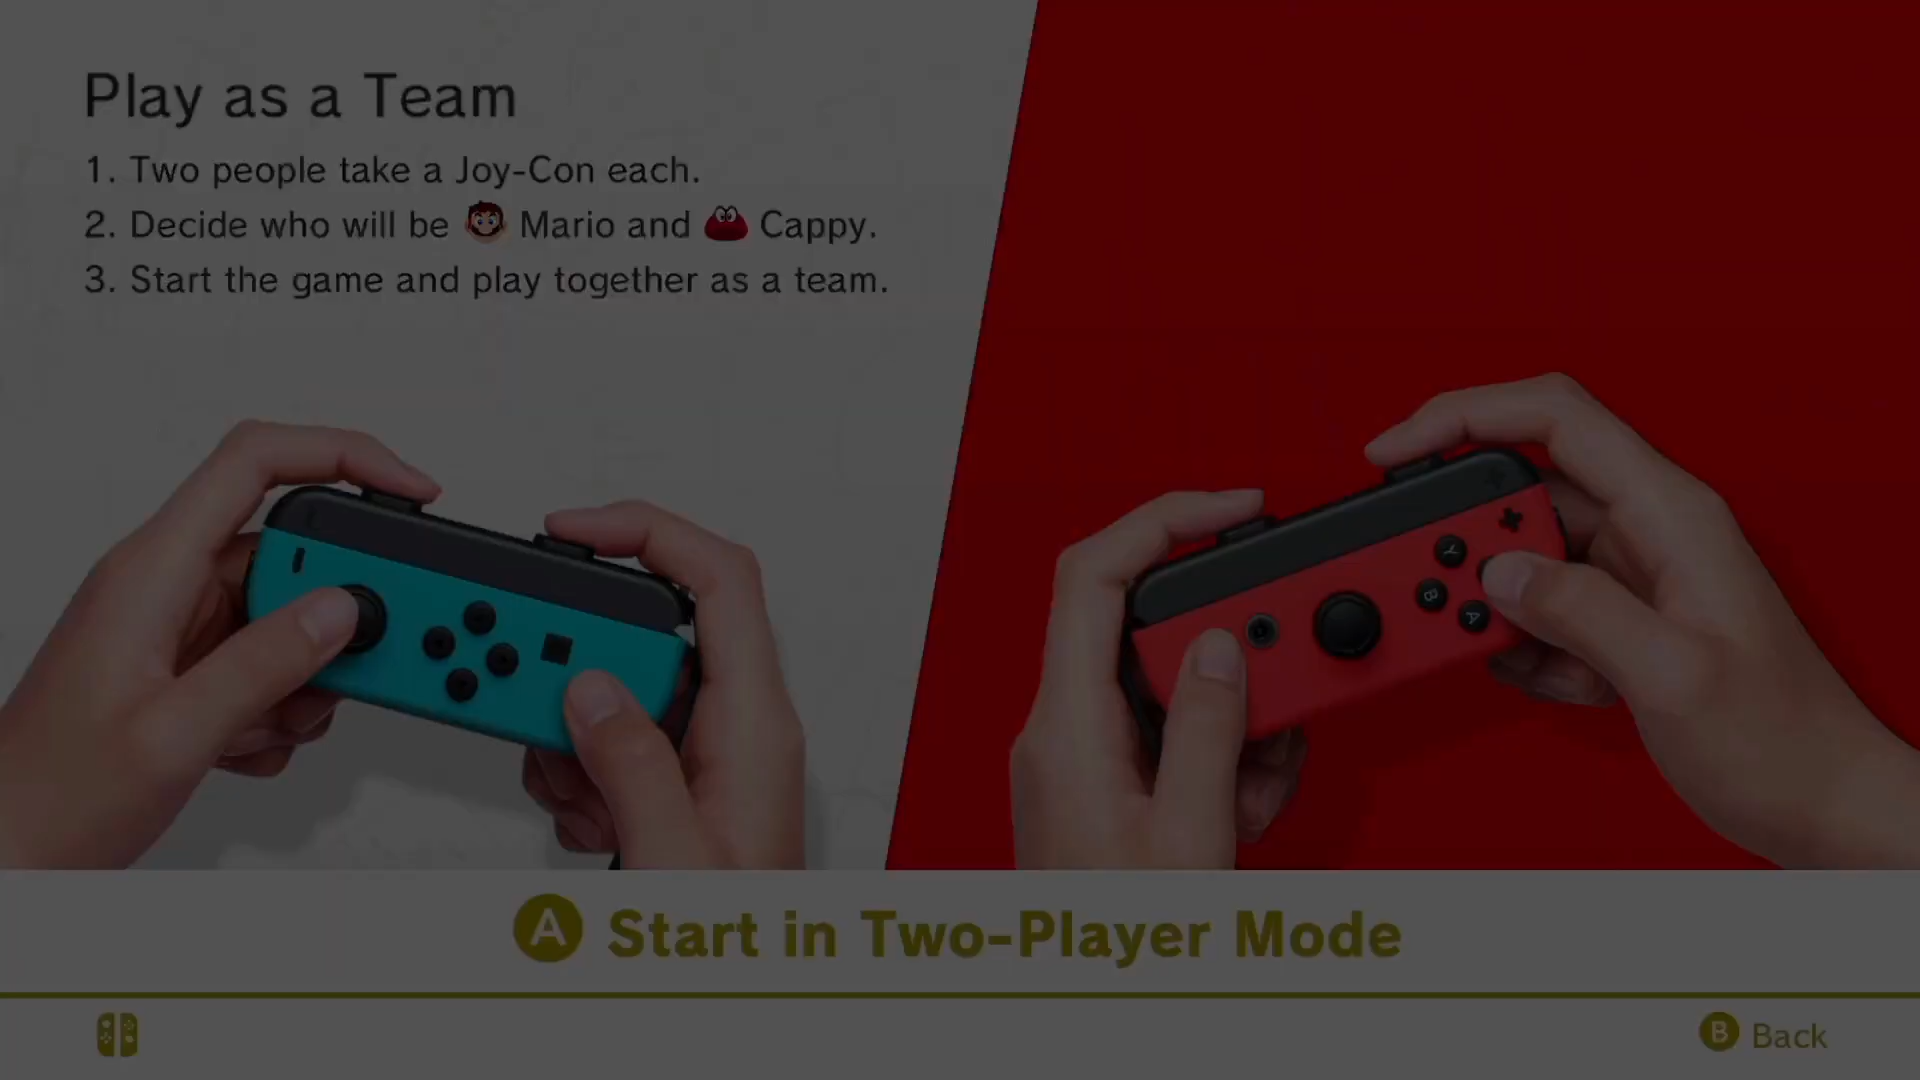 Play as a Team
1. Two people take a Joy-Con each.
2. Decide who will be Mario and Cappy.
3. Start the game and play together as a team.
Y
B
A
A Start in Two-Player Mode
B Back